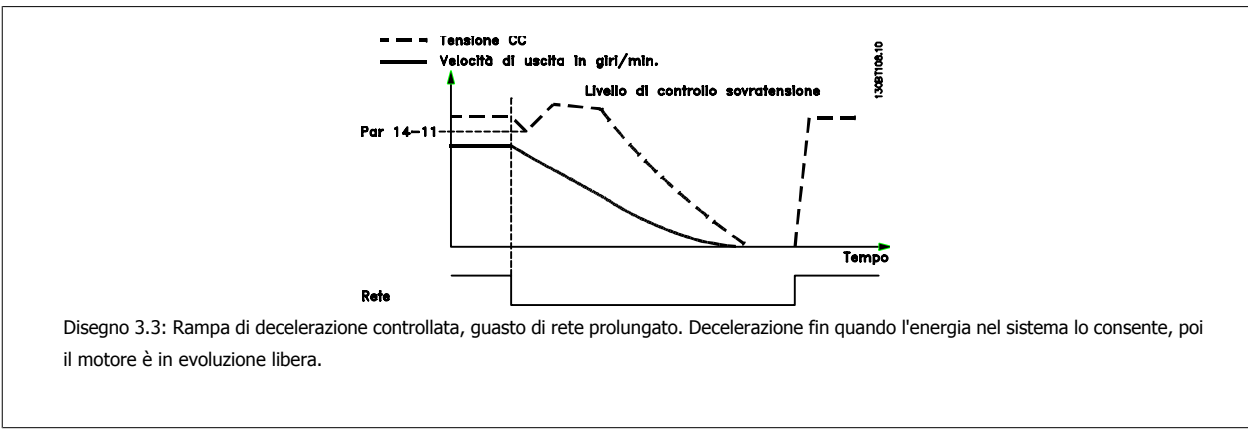 Tensione CC
Velocità di uscita in giri/min.
130BT108.10
Livello di controllo sovratensione
Par 14-11
Tempo
Rete
Disegno 3.3: Rampa di decelerazione controllata, guasto di rete prolungato. Decelerazione fin quando l'energia nel sistema lo consente, poi
il motore è in evoluzione libera.